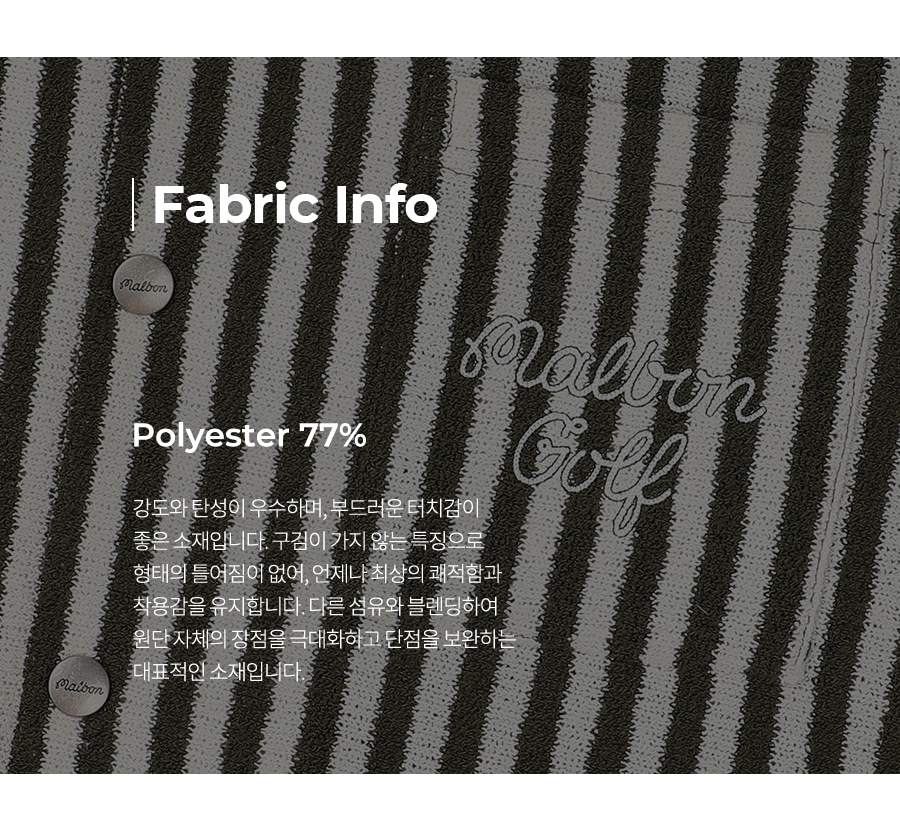 Fabric Info
Malbon
Malbon
Golf
Polyester 77%
강도와 탄성이 우수하며, 부드러운 터치감이
좋은 소재입니다. 구김이 가지 않는 특징으로
형태의 틀어짐이 없어, 언제나 최상의 쾌적함과
착용감을 유지합니다. 다른 섬유와 블렌딩하여
원단 자체의 장점을 극대화하고 단점을 보완하는
대표적인 소재입니다.
Malbon